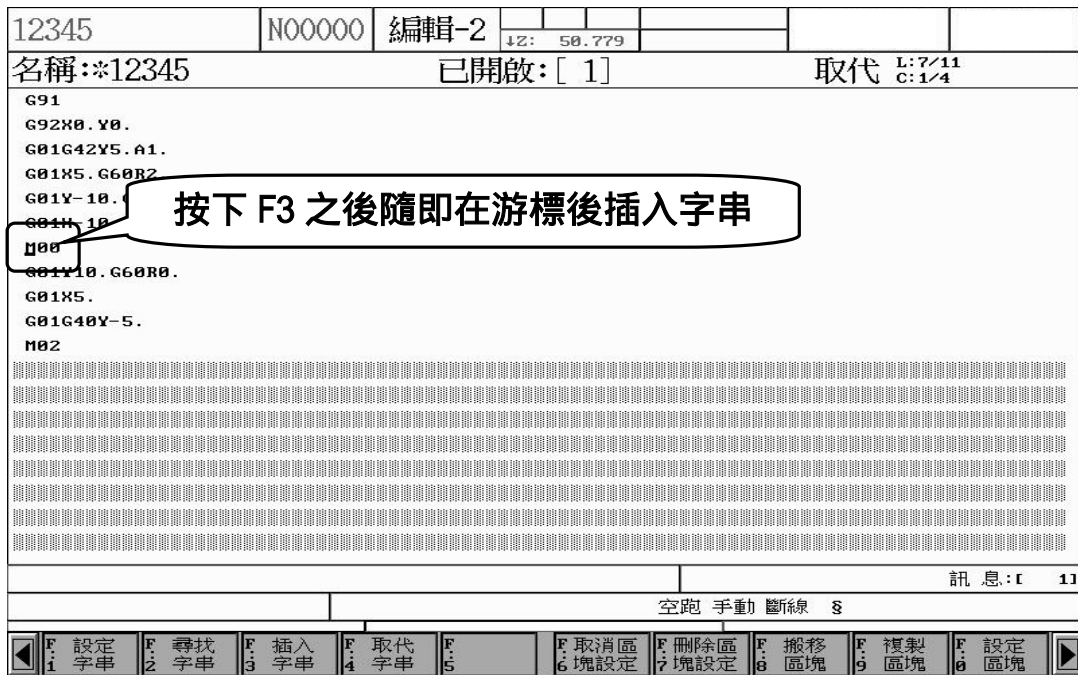 12345 N00000 編輯-2 ↓Z: 50.779
名稱:*12345 已開啟:[ 1] 取代 L:7/11 C:1/4
G91
G92X0.Y0.
G01G42Y5.A1.
G01X5.G60R2
G01Y-10.
按下 F3 之後隨即在游標後插入字串
G01X-10
M00
G01Y10.G60R0.
G01X5.
G01G40Y-5.
M02
訊 息:[ 1]
空跑 手動 斷線 §
F1 設定字串 F2 尋找字串 F3 插入字串 F4 取代字串 F5 F6 取消區塊設定 F7 刪除區塊設定 F8 搬移區塊 F9 複製區塊 F0 設定區塊